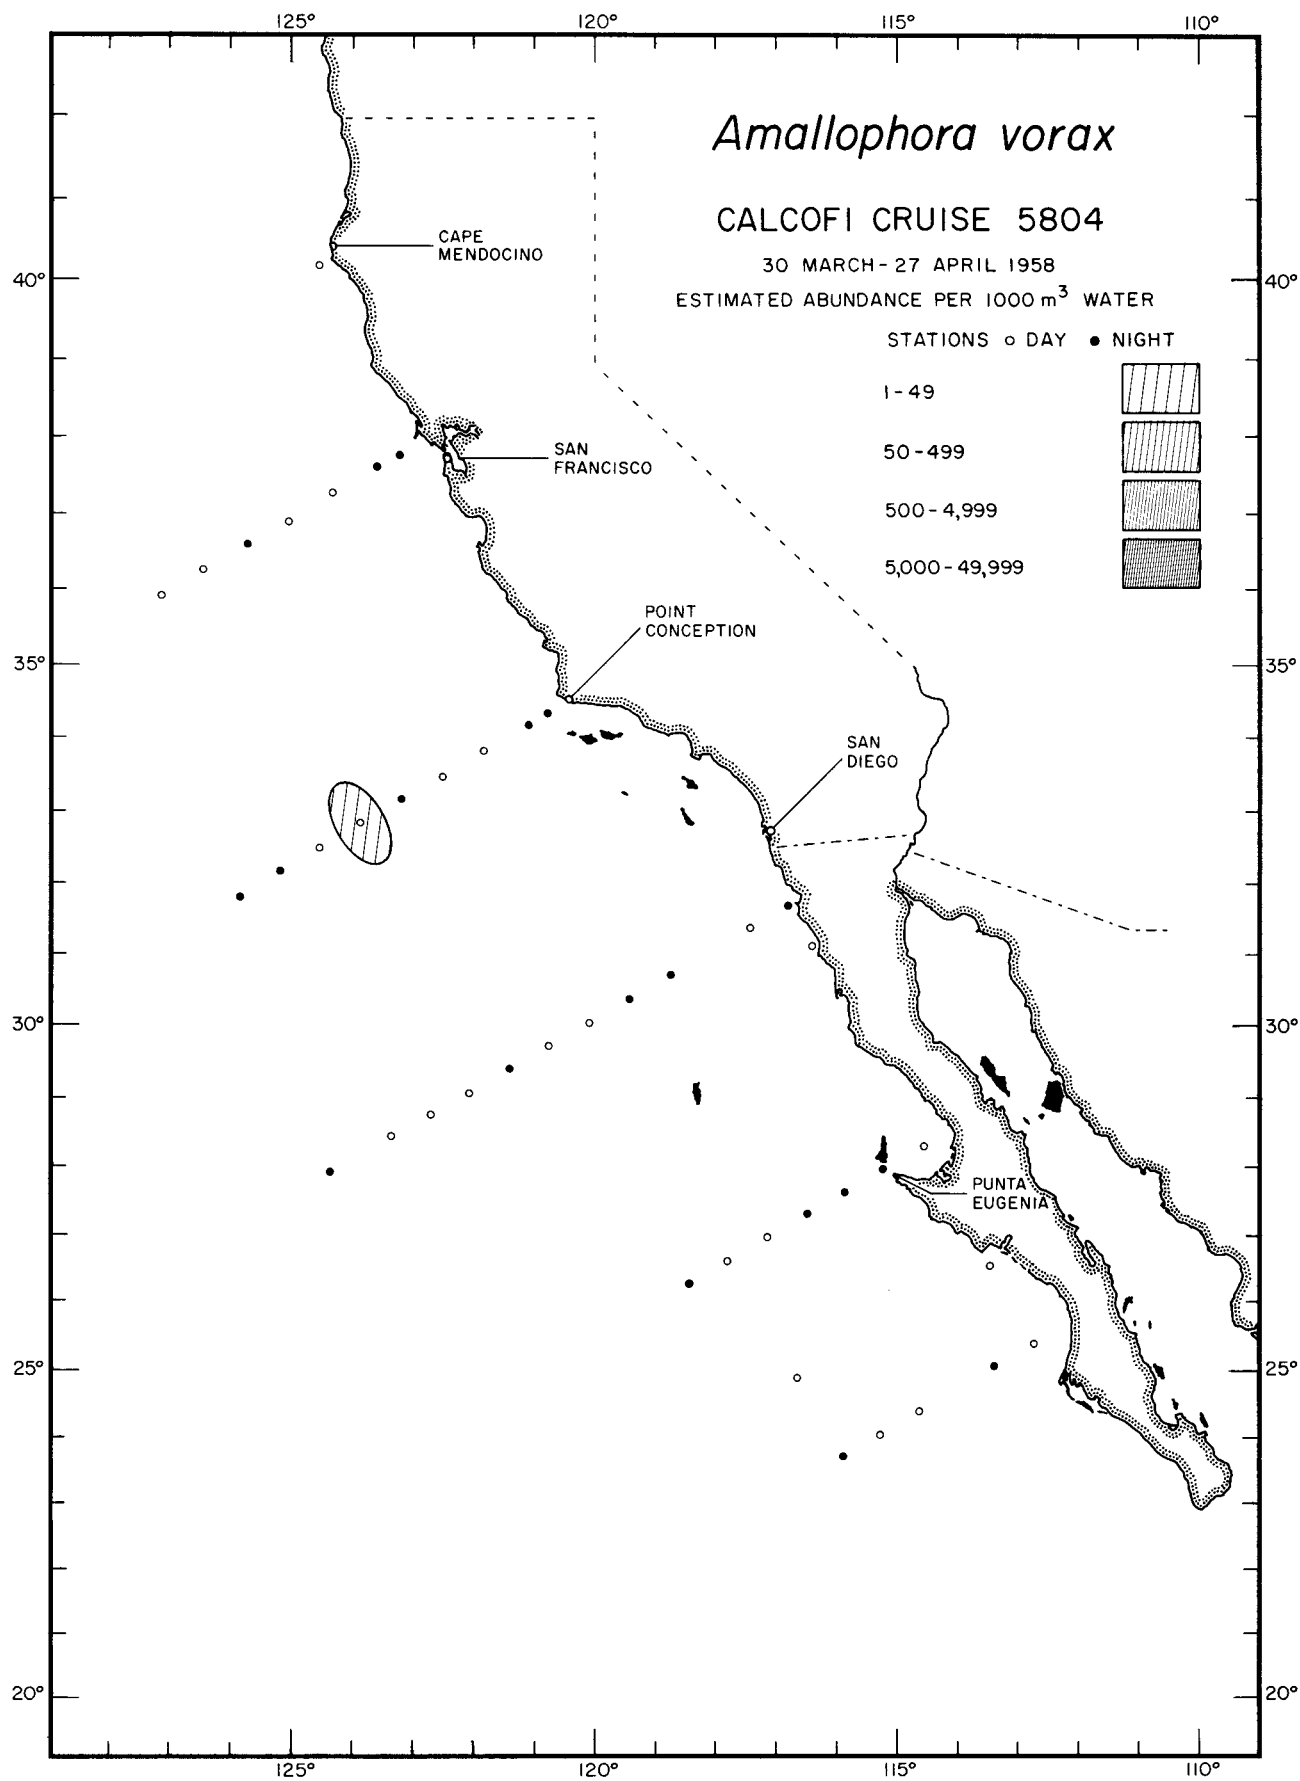 125° 120° 115° 110°
Amallophora vorax
CALCOFI CRUISE 5804
30 MARCH-27 APRIL 1958
ESTIMATED ABUNDANCE PER 1000 m³ WATER
STATIONS ○ DAY ● NIGHT
1-49
50-499
500-4,999
5,000-49,999
CAPE
MENDOCINO
40° 40°
SAN
FRANCISCO
POINT
CONCEPTION
35° 35°
SAN
DIEGO
30° 30°
PUNTA
EUGENIA
25° 25°
20° 20°
125° 120° 115° 110°